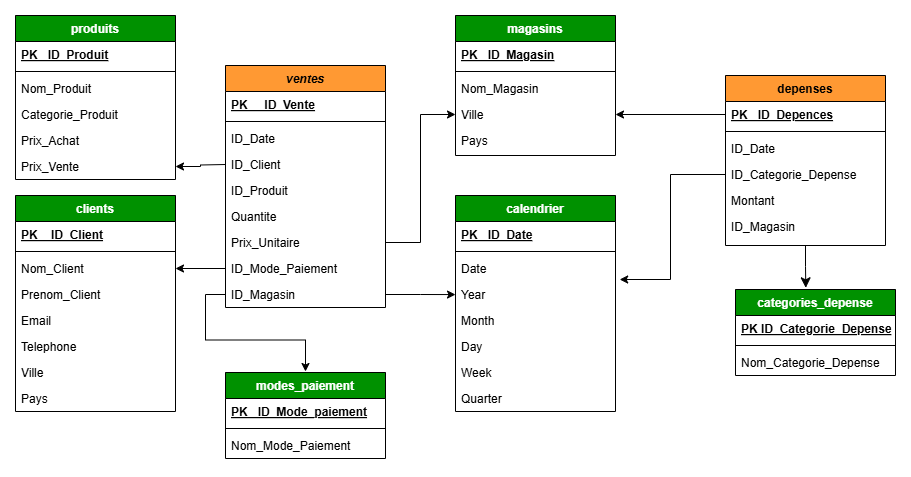 produits
PK ID_Produit
Nom_Produit
Categorie_Produit
Prix_Achat
Prix_Vente
ventes
PK ID_Vente
ID_Date
ID_Client
ID_Produit
Quantite
Prix_Unitaire
ID_Mode_Paiement
ID_Magasin
magasins
PK ID_Magasin
Nom_Magasin
Ville
Pays
depenses
PK ID_Depences
ID_Date
ID_Categorie_Depense
Montant
ID_Magasin
clients
PK ID_Client
Nom_Client
Prenom_Client
Email
Telephone
Ville
Pays
calendrier
PK ID_Date
Date
Year
Month
Day
Week
Quarter
categories_depense
PK ID_Categorie_Depense
Nom_Categorie_Depense
modes_paiement
PK ID_Mode_paiement
Nom_Mode_Paiement